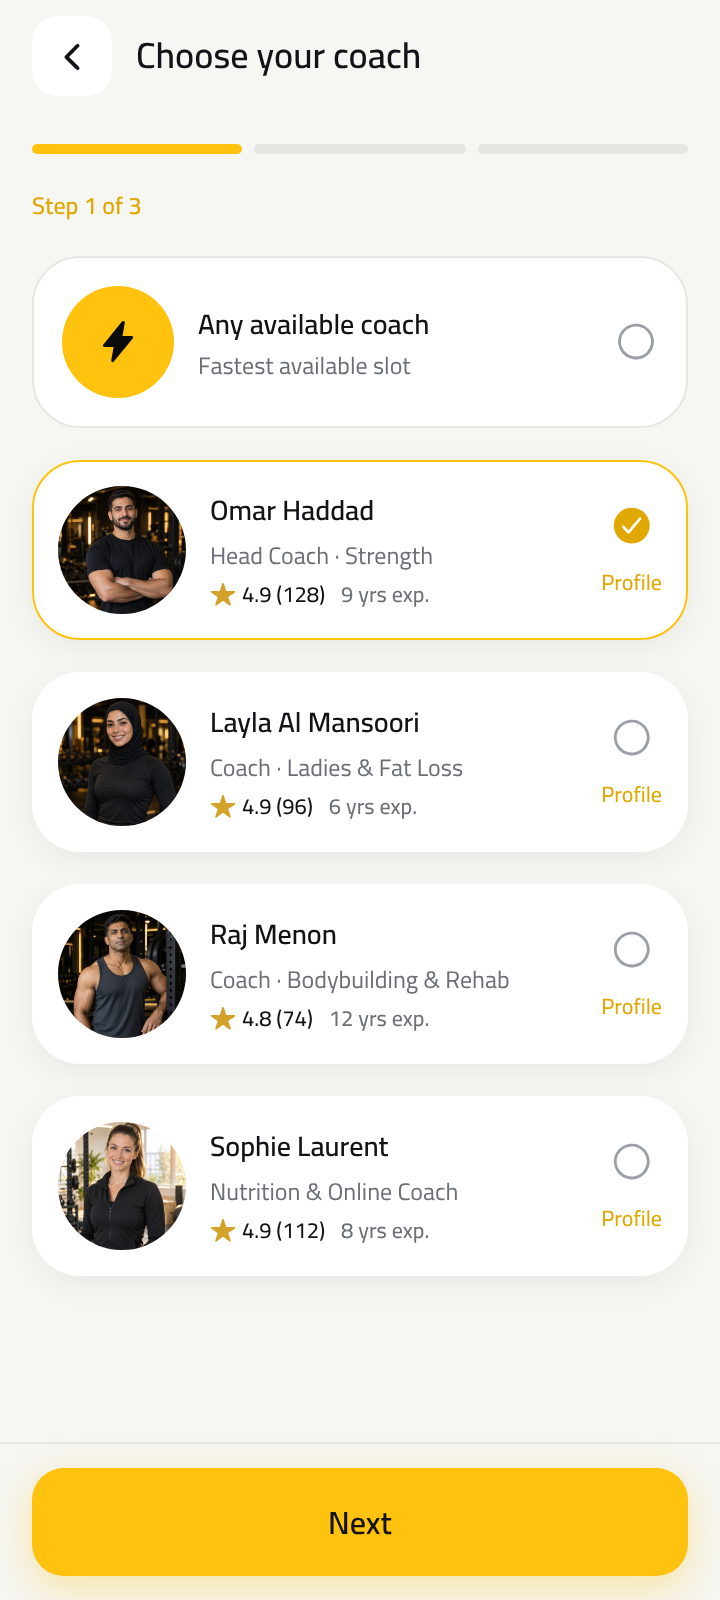 Choose your coach
Step 1 of 3
Any available coach
Fastest available slot
Omar Haddad
Head Coach · Strength
4.9 (128) 9 yrs exp.
Profile
Layla Al Mansoori
Coach · Ladies & Fat Loss
4.9 (96) 6 yrs exp.
Profile
Raj Menon
Coach · Bodybuilding & Rehab
4.8 (74) 12 yrs exp.
Profile
Sophie Laurent
Nutrition & Online Coach
4.9 (112) 8 yrs exp.
Profile
Next